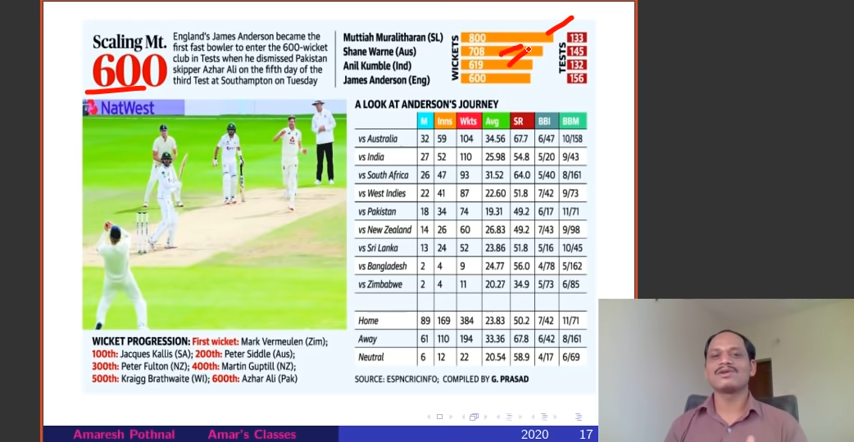 Scaling Mt.
600
England's James Anderson became the
first fast bowler to enter the 600-wicket
club in Tests when he dismissed Pakistan
skipper Azhar Ali on the fifth day of the
third Test at Southampton on Tuesday
WICKETS TESTS
Muttiah Muralitharan (SL) 800 133
Shane Warne (Aus) 708 145
Anil Kumble (Ind) 619 132
James Anderson (Eng) 600 156
NatWest
A LOOK AT ANDERSON'S JOURNEY
M Inns Wkts Avg SR BBI BBM
vs Australia 32 59 104 34.56 67.7 6/47 10/158
vs India 27 52 110 25.98 54.8 5/20 9/43
vs South Africa 26 47 93 31.52 64.0 5/40 8/161
vs West Indies 22 41 87 22.60 51.8 7/42 9/73
vs Pakistan 18 34 74 19.31 49.2 6/17 11/71
vs New Zealand 14 26 60 26.83 49.2 7/43 9/98
vs Sri Lanka 13 24 52 23.86 51.8 5/16 10/45
vs Bangladesh 2 4 9 24.77 56.0 4/78 5/162
vs Zimbabwe 2 4 11 20.27 34.9 5/73 6/85
Home 89 169 384 23.83 50.2 7/42 11/71
Away 61 110 194 33.36 67.8 6/42 8/161
Neutral 6 12 22 20.54 58.9 4/17 6/69
WICKET PROGRESSION: First wicket: Mark Vermeulen (Zim);
100th: Jacques Kallis (SA); 200th: Peter Siddle (Aus);
300th: Peter Fulton (NZ); 400th: Martin Guptill (NZ);
500th: Kraigg Brathwaite (WI); 600th: Azhar Ali (Pak)
SOURCE: ESPNCRICINFO; COMPILED BY G. PRASAD
Amaresh Pothnal Amar's Classes 2020 17